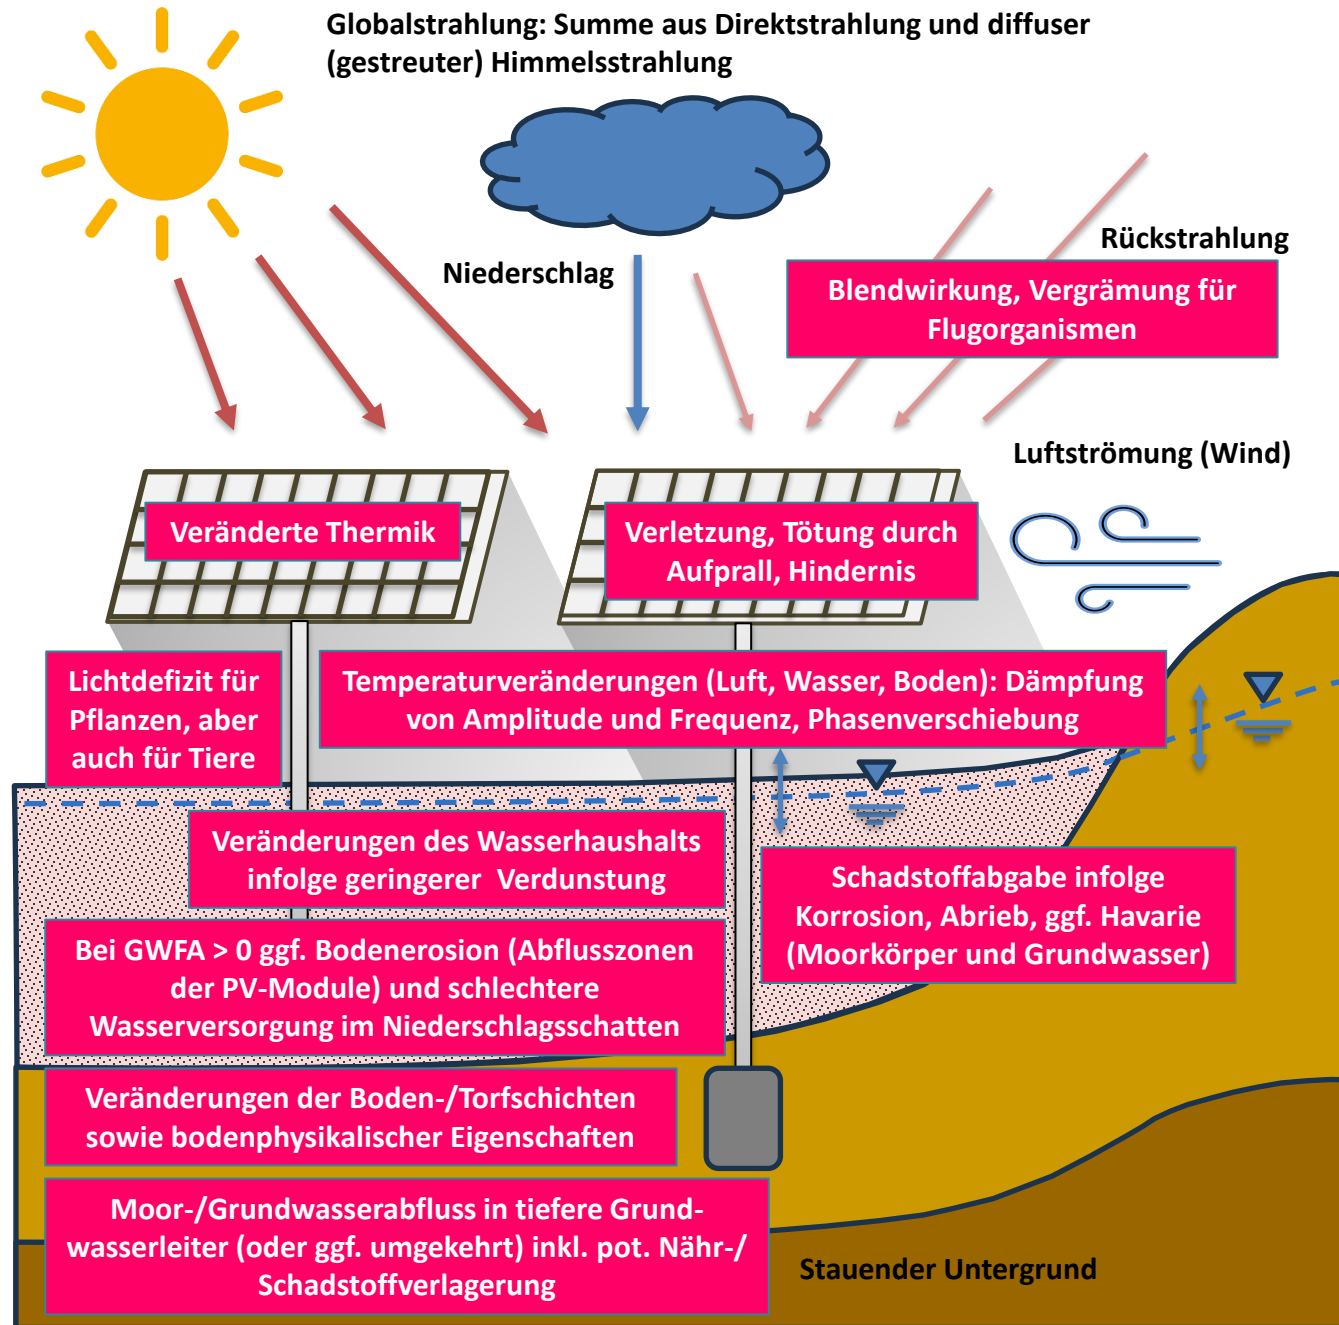 Globalstrahlung: Summe aus Direktstrahlung und diffuser
(gestreuter) Himmelsstrahlung
Niederschlag
Rückstrahlung
Blendwirkung, Vergrämung für
Flugorganismen
Luftströmung (Wind)
Veränderte Thermik
Verletzung, Tötung durch
Aufprall, Hindernis
Lichtdefizit für
Pflanzen, aber
auch für Tiere
Temperaturveränderungen (Luft, Wasser, Boden): Dämpfung
von Amplitude und Frequenz, Phasenverschiebung
Veränderungen des Wasserhaushalts
infolge geringerer Verdunstung
Schadstoffabgabe infolge
Korrosion, Abrieb, ggf. Havarie
(Moorkörper und Grundwasser)
Bei GWFA > 0 ggf. Bodenerosion (Abflusszonen
der PV-Module) und schlechtere
Wasserversorgung im Niederschlagsschatten
Veränderungen der Boden-/Torfschichten
sowie bodenphysikalischer Eigenschaften
Moor-/Grundwasserabfluss in tiefere Grund-
wasserleiter (oder ggf. umgekehrt) inkl. pot. Nähr-/
Schadstoffverlagerung
Stauender Untergrund